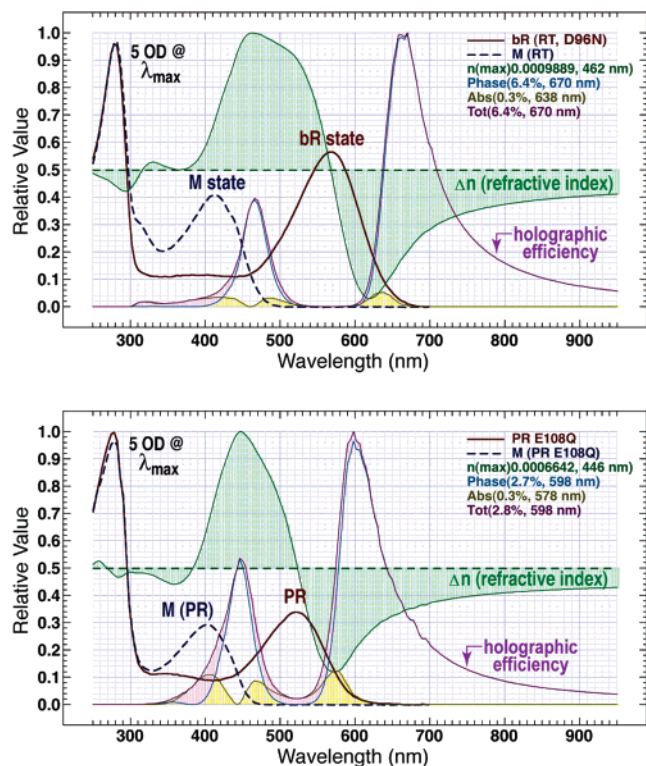 1.0
0.9
0.8
0.7
0.6
0.5
0.4
0.3
0.2
0.1
0.0
Relative Value
5 OD @
λmax
bR (RT, D96N)
M (RT)
n(max)0.0009889, 462 nm)
Phase(6.4%, 670 nm)
Abs(0.3%, 638 nm)
Tot(6.4%, 670 nm)
bR state
M state
Δn (refractive index)
holographic
efficiency
300 400 500 600 700 800 900
Wavelength (nm)
1.0
0.9
0.8
0.7
0.6
0.5
0.4
0.3
0.2
0.1
0.0
Relative Value
5 OD @
λmax
PR E108Q
M (PR E108Q)
n(max)0.0006642, 446 nm)
Phase(2.7%, 598 nm)
Abs(0.3%, 578 nm)
Tot(2.8%, 598 nm)
M (PR)
PR
Δn (refractive index)
holographic
efficiency
300 400 500 600 700 800 900
Wavelength (nm)